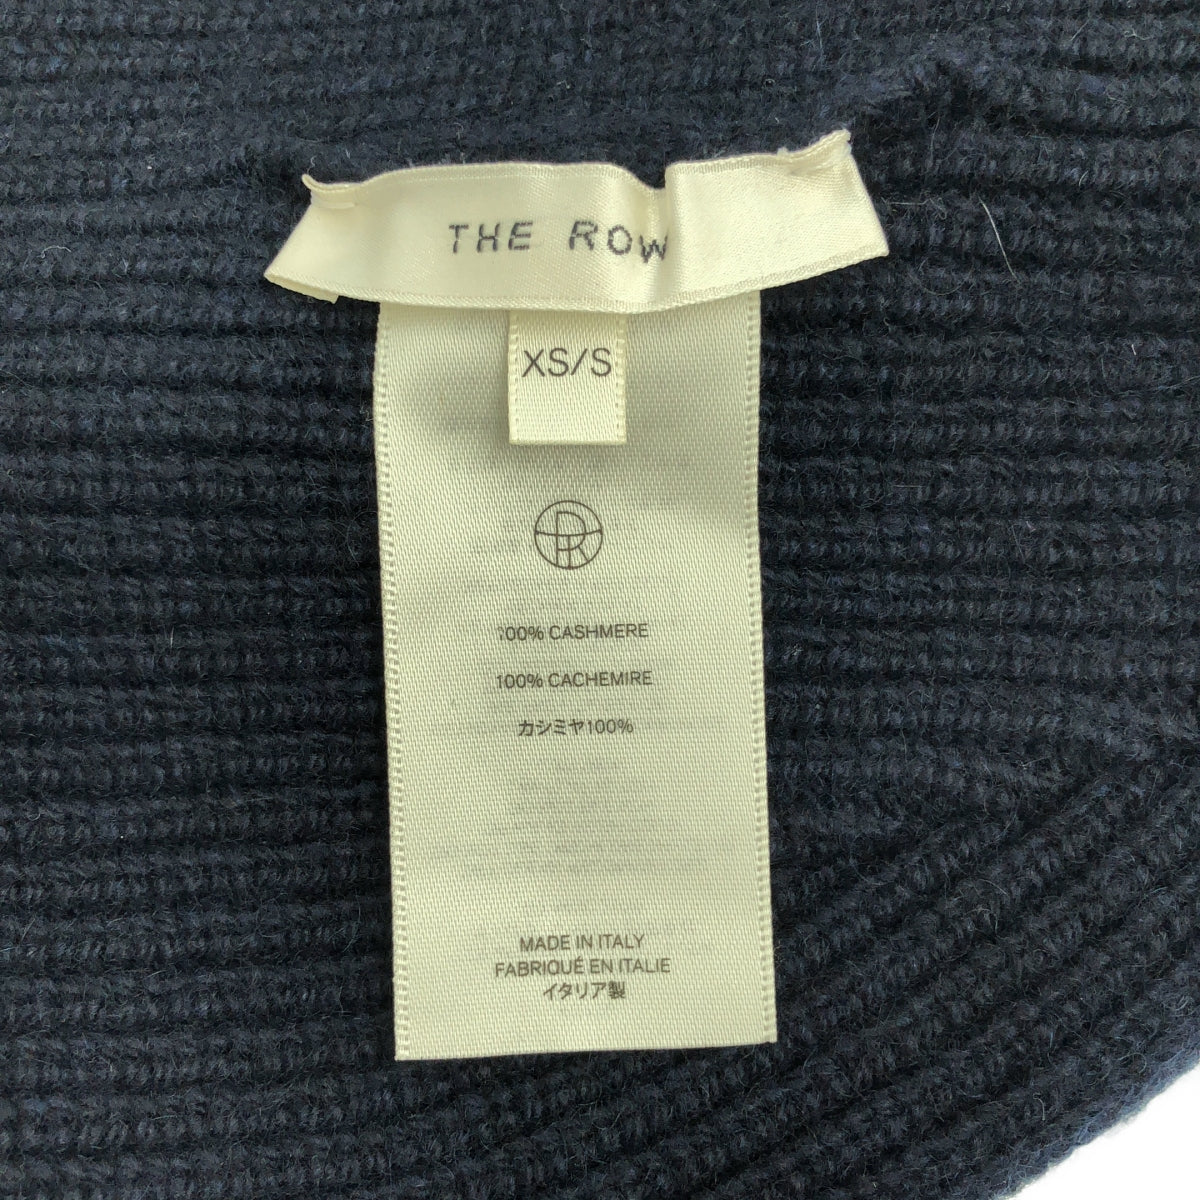 THE ROW
XS/S
100% CASHMERE
100% CACHEMIRE
カシミヤ100%
MADE IN ITALY
FABRIQUÉ EN ITALIE
イタリア製